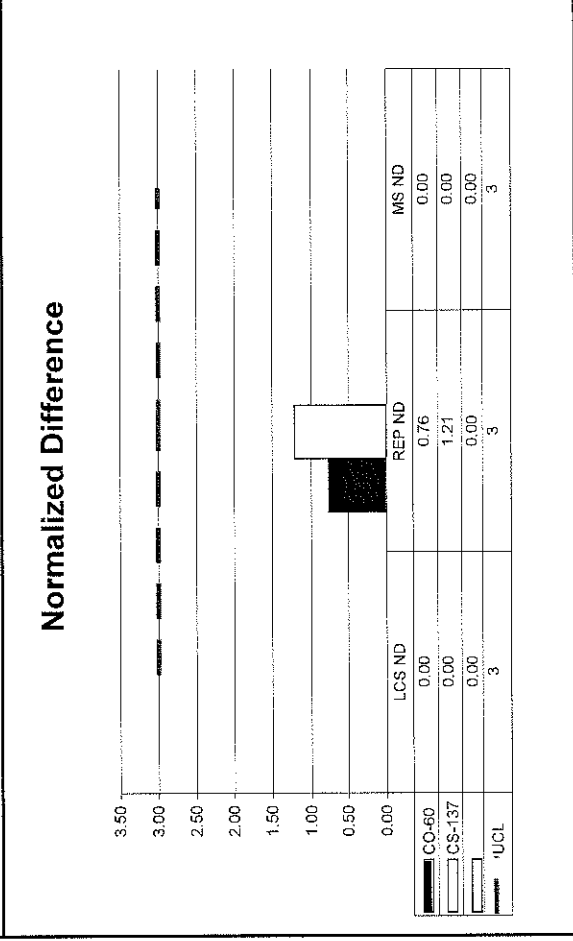 Normalized Difference
3.50
3.00
2.50
2.00
1.50
1.00
0.50
0.00
LCS ND REP ND MS ND
CO-60 0.00 0.76 0.00
CS-137 0.00 1.21 0.00
0.00 0.00 0.00
'UCL 3 3 3